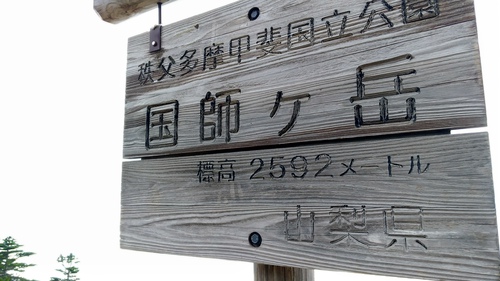 秩父多摩甲斐国立公園
国師ヶ岳
標高 2592メートル
山梨県